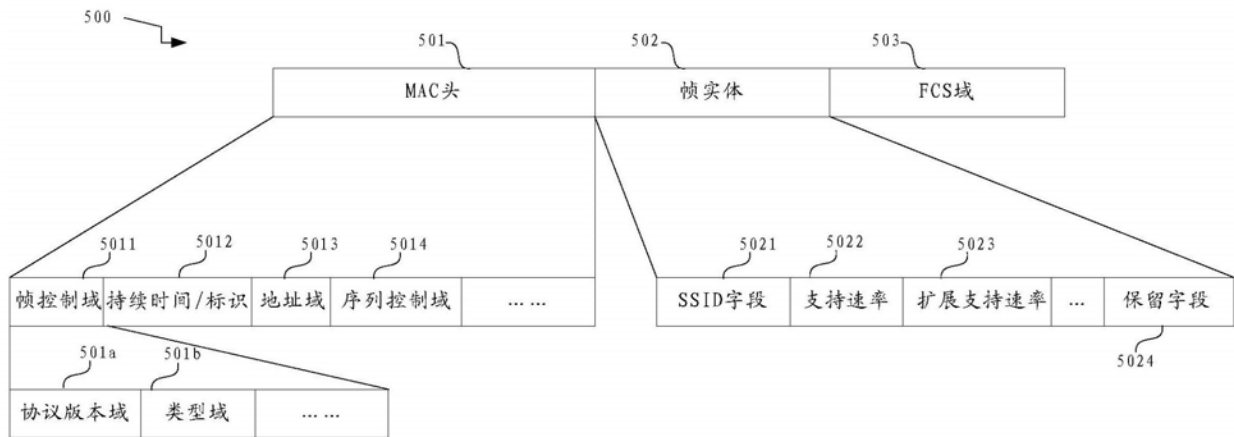 500
501 502 503
MAC头 帧实体 FCS域
5011 5012 5013 5014 5021 5022 5023
帧控制域 持续时间/标识 地址域 序列控制域 …… SSID字段 支持速率 扩展支持速率 … 保留字段
501a 501b 5024
协议版本域 类型域 ……